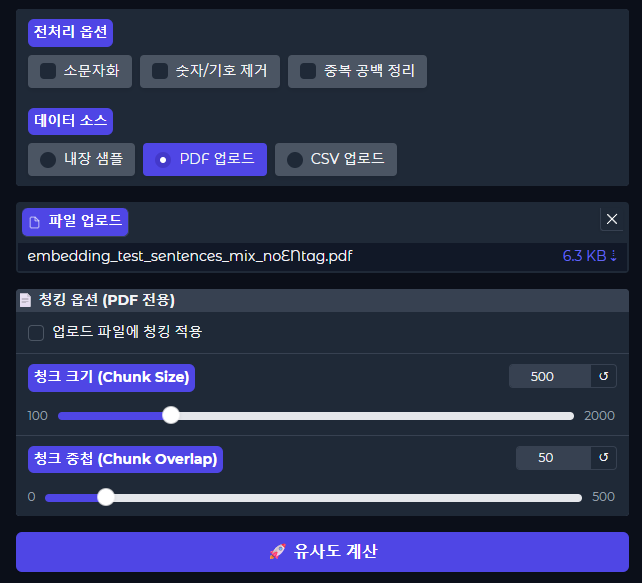 전처리 옵션
소문자화 숫자/기호 제거 중복 공백 정리
데이터 소스
내장 샘플 PDF 업로드 CSV 업로드
파일 업로드
embedding_test_sentences_mix_noENtag.pdf 6.3 KB ⇣
청킹 옵션 (PDF 전용)
업로드 파일에 청킹 적용
청크 크기 (Chunk Size) 500
100 2000
청크 중첩 (Chunk Overlap) 50
0 500
🚀 유사도 계산